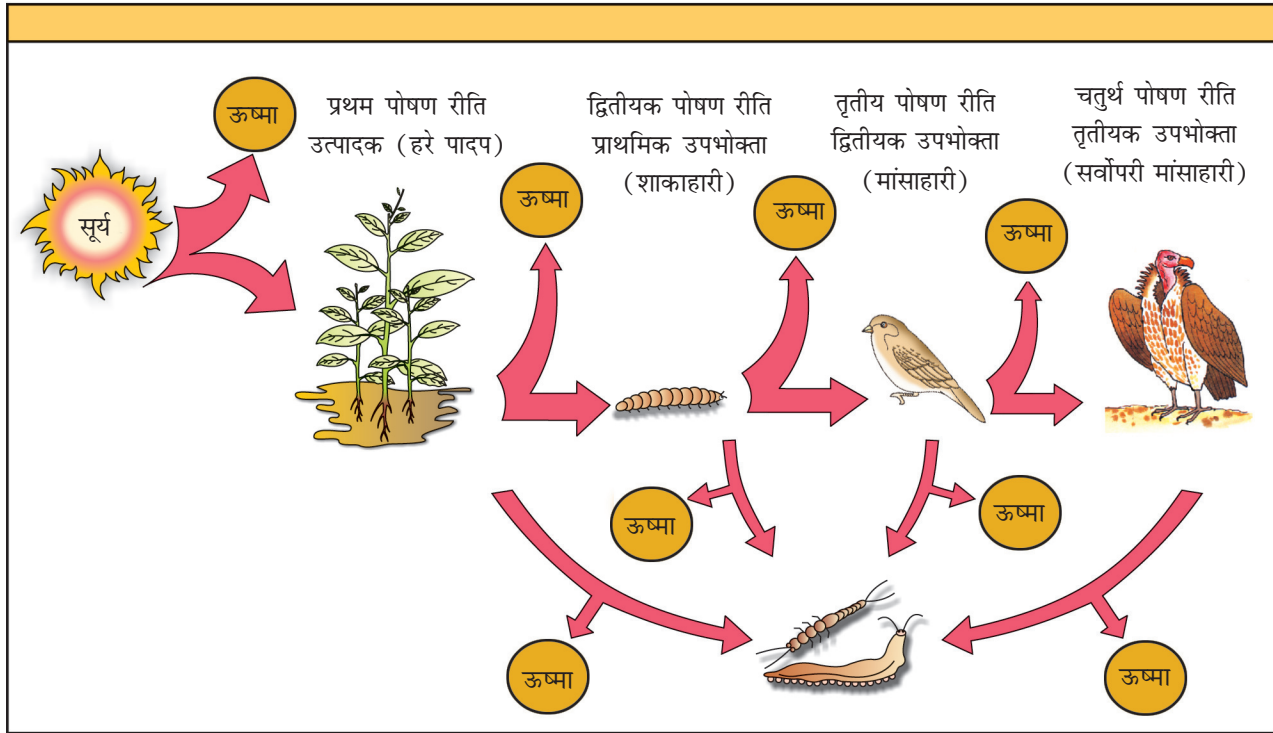 ऊष्मा
प्रथम पोषण रीति
उत्पादक (हरे पादप)
द्वितीयक पोषण रीति
प्राथमिक उपभोक्ता
(शाकाहारी)
तृतीय पोषण रीति
द्वितीयक उपभोक्ता
(मांसाहारी)
चतुर्थ पोषण रीति
तृतीयक उपभोक्ता
(सर्वोपरी मांसाहारी)
सूर्य
ऊष्मा
ऊष्मा
ऊष्मा
ऊष्मा
ऊष्मा
ऊष्मा
ऊष्मा